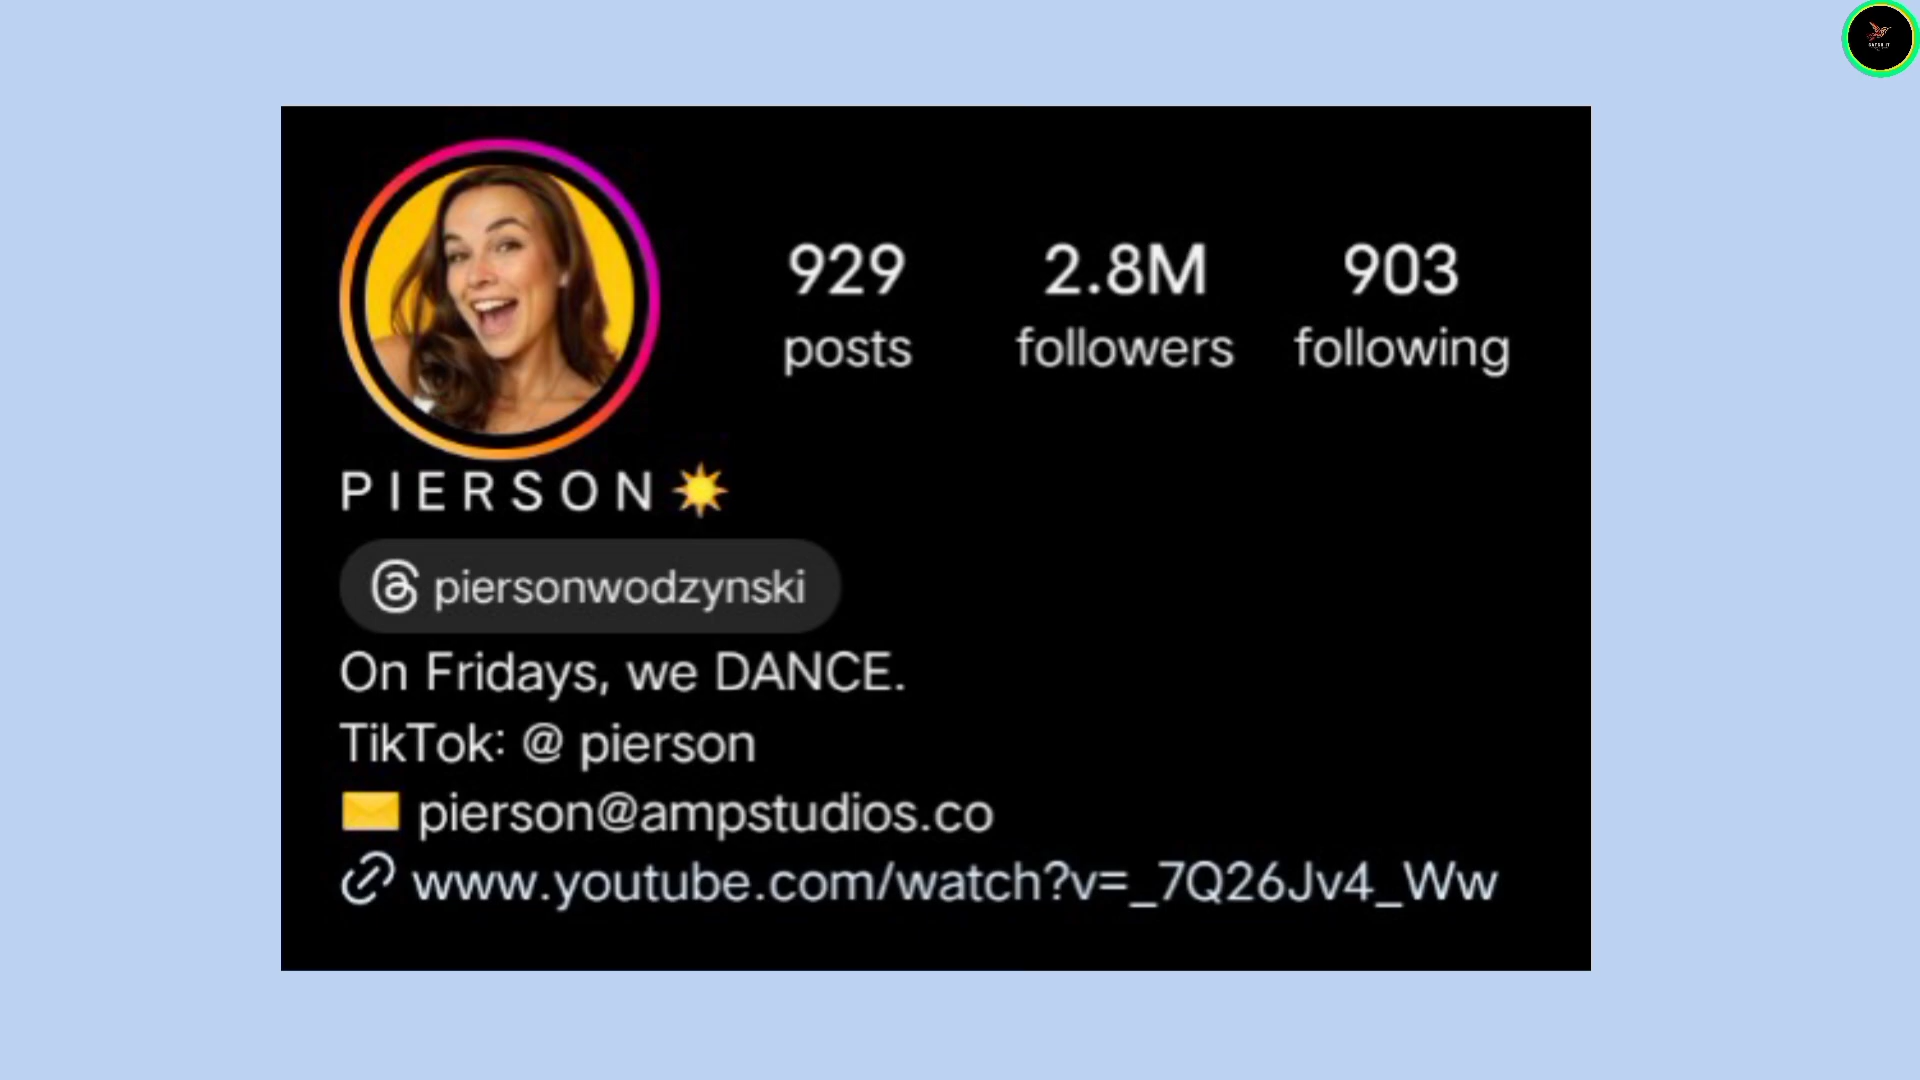 929 2.8M 903
posts followers following
P I E R S O N
piersonwodzynski
On Fridays, we DANCE.
TikTok: @ pierson
pierson@ampstudios.co
www.youtube.com/watch?v=_7Q26Jv4_Ww